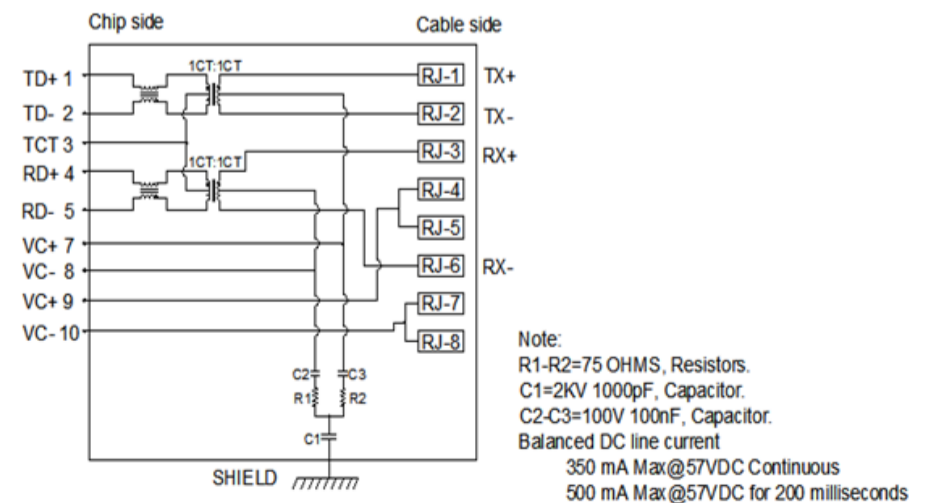 Chip side
Cable side
1CT:1CT
TD+ 1
RJ-1 TX+
TD- 2
RJ-2 TX-
TCT 3
RJ-3 RX+
1CT:1CT
RD+ 4
RJ-4
RD- 5
RJ-5
VC+ 7
VC- 8
RJ-6 RX-
VC+ 9
RJ-7
VC- 10
RJ-8
C2 C3
R1 R2
C1
SHIELD
Note:
R1-R2=75 OHMS, Resistors.
C1=2KV 1000pF, Capacitor.
C2-C3=100V 100nF, Capacitor.
Balanced DC line current
350 mA Max@57VDC Continuous
500 mA Max@57VDC for 200 milliseconds